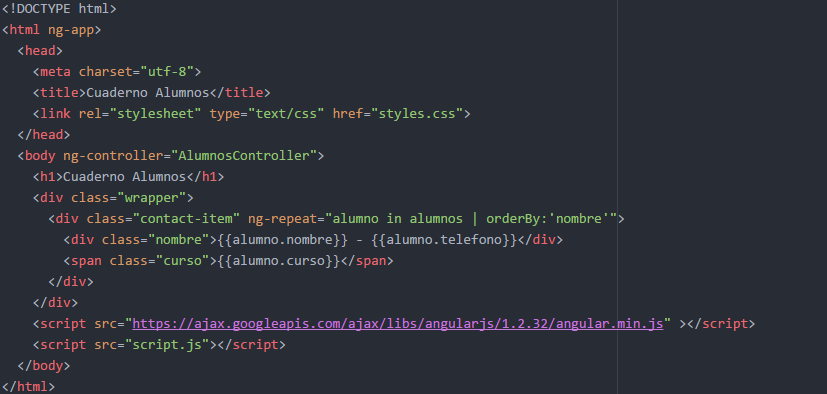 <!DOCTYPE html>
<html ng-app>
<head>
<meta charset="utf-8">
<title>Cuaderno Alumnos</title>
<link rel="stylesheet" type="text/css" href="styles.css">
</head>
<body ng-controller="AlumnosController">
<h1>Cuaderno Alumnos</h1>
<div class="wrapper">
<div class="contact-item" ng-repeat="alumno in alumnos | orderBy:'nombre'">
<div class="nombre">{{alumno.nombre}} - {{alumno.telefono}}</div>
<span class="curso">{{alumno.curso}}</span>
</div>
</div>
<script src="https://ajax.googleapis.com/ajax/libs/angularjs/1.2.32/angular.min.js" ></script>
<script src="script.js"></script>
</body>
</html>